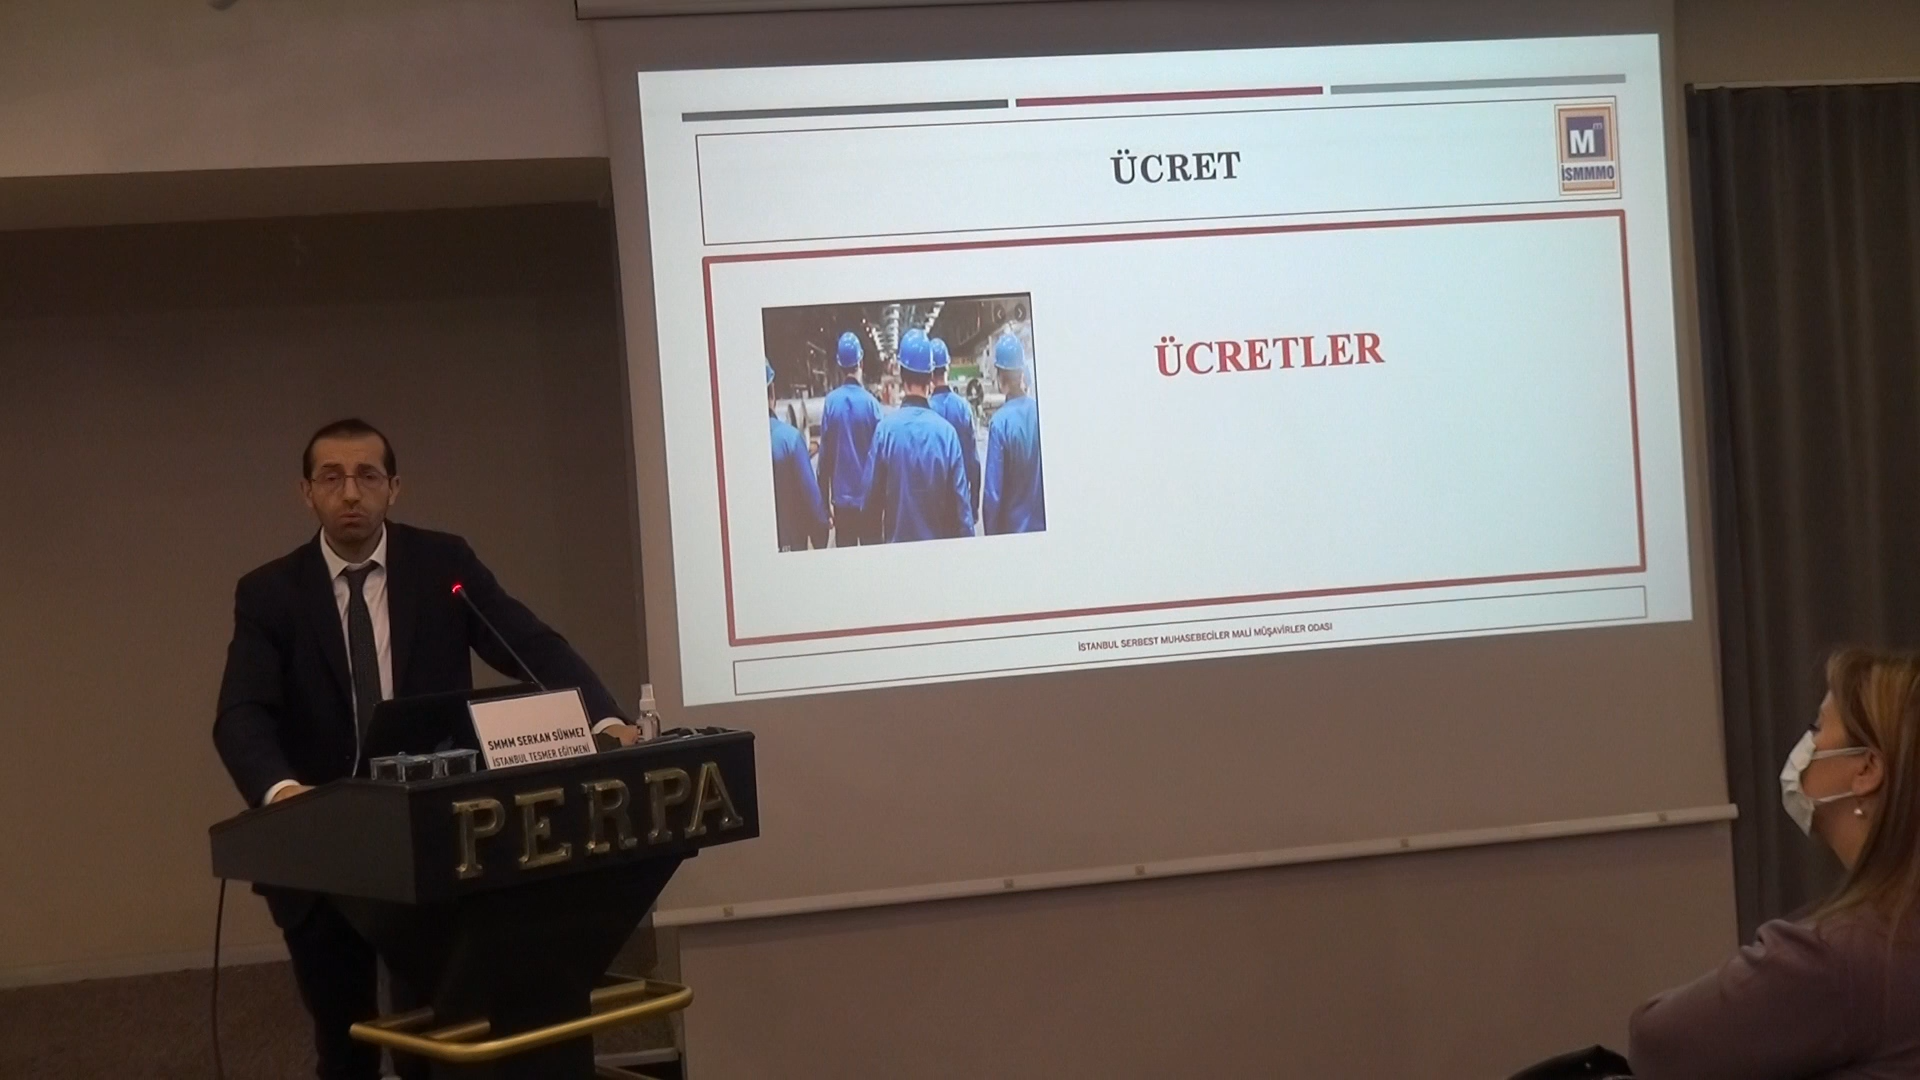 ÜCRET
M
m
İSMMMO
ÜCRETLER
İSTANBUL SERBEST MUHASEBECİLER MALİ MÜŞAVİRLER ODASI
SMMM SERKAN SÜNMEZ
İSTANBUL TESMER EĞİTMENİ
PERPA